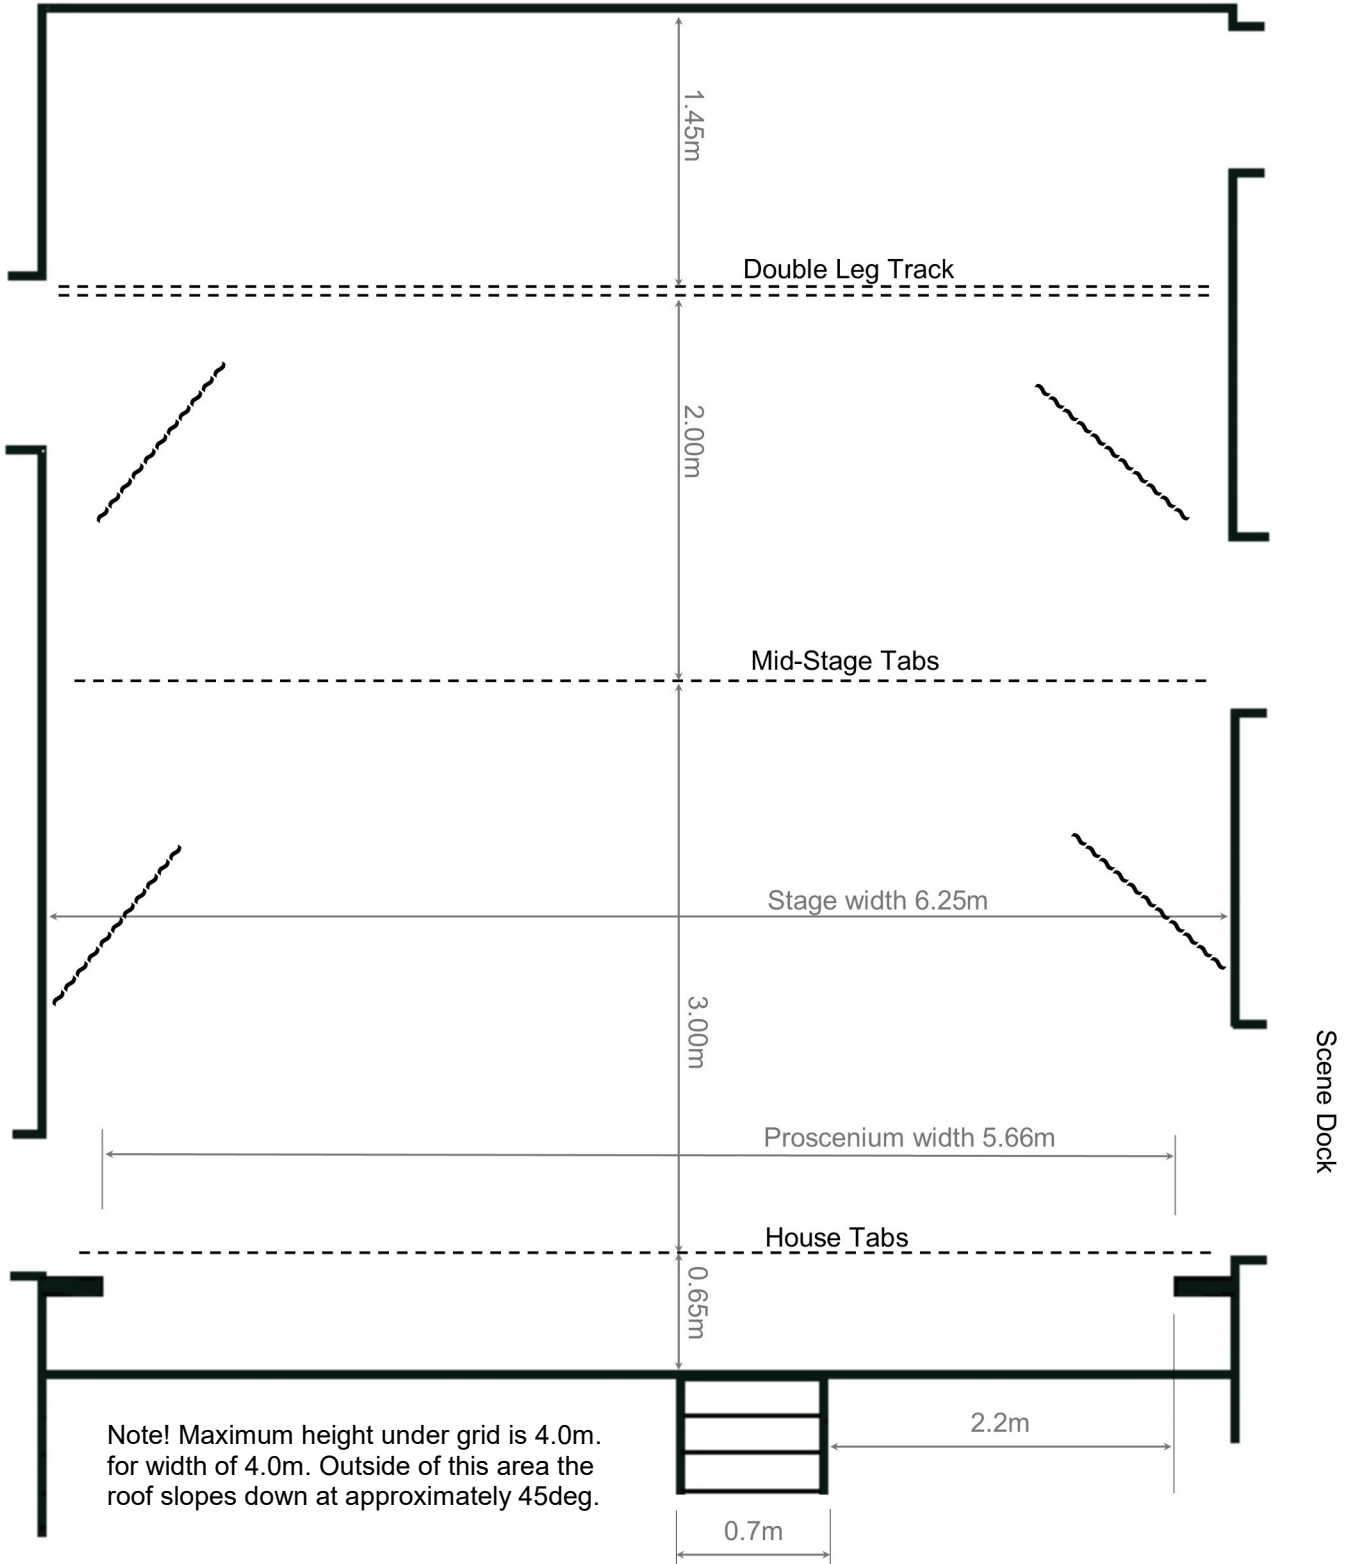 1.45m
Double Leg Track
2.00m
Mid-Stage Tabs
Stage width 6.25m
3.00m
Scene Dock
Proscenium width 5.66m
House Tabs
0.65m
Note! Maximum height under grid is 4.0m.
for width of 4.0m. Outside of this area the
roof slopes down at approximately 45deg.
2.2m
0.7m